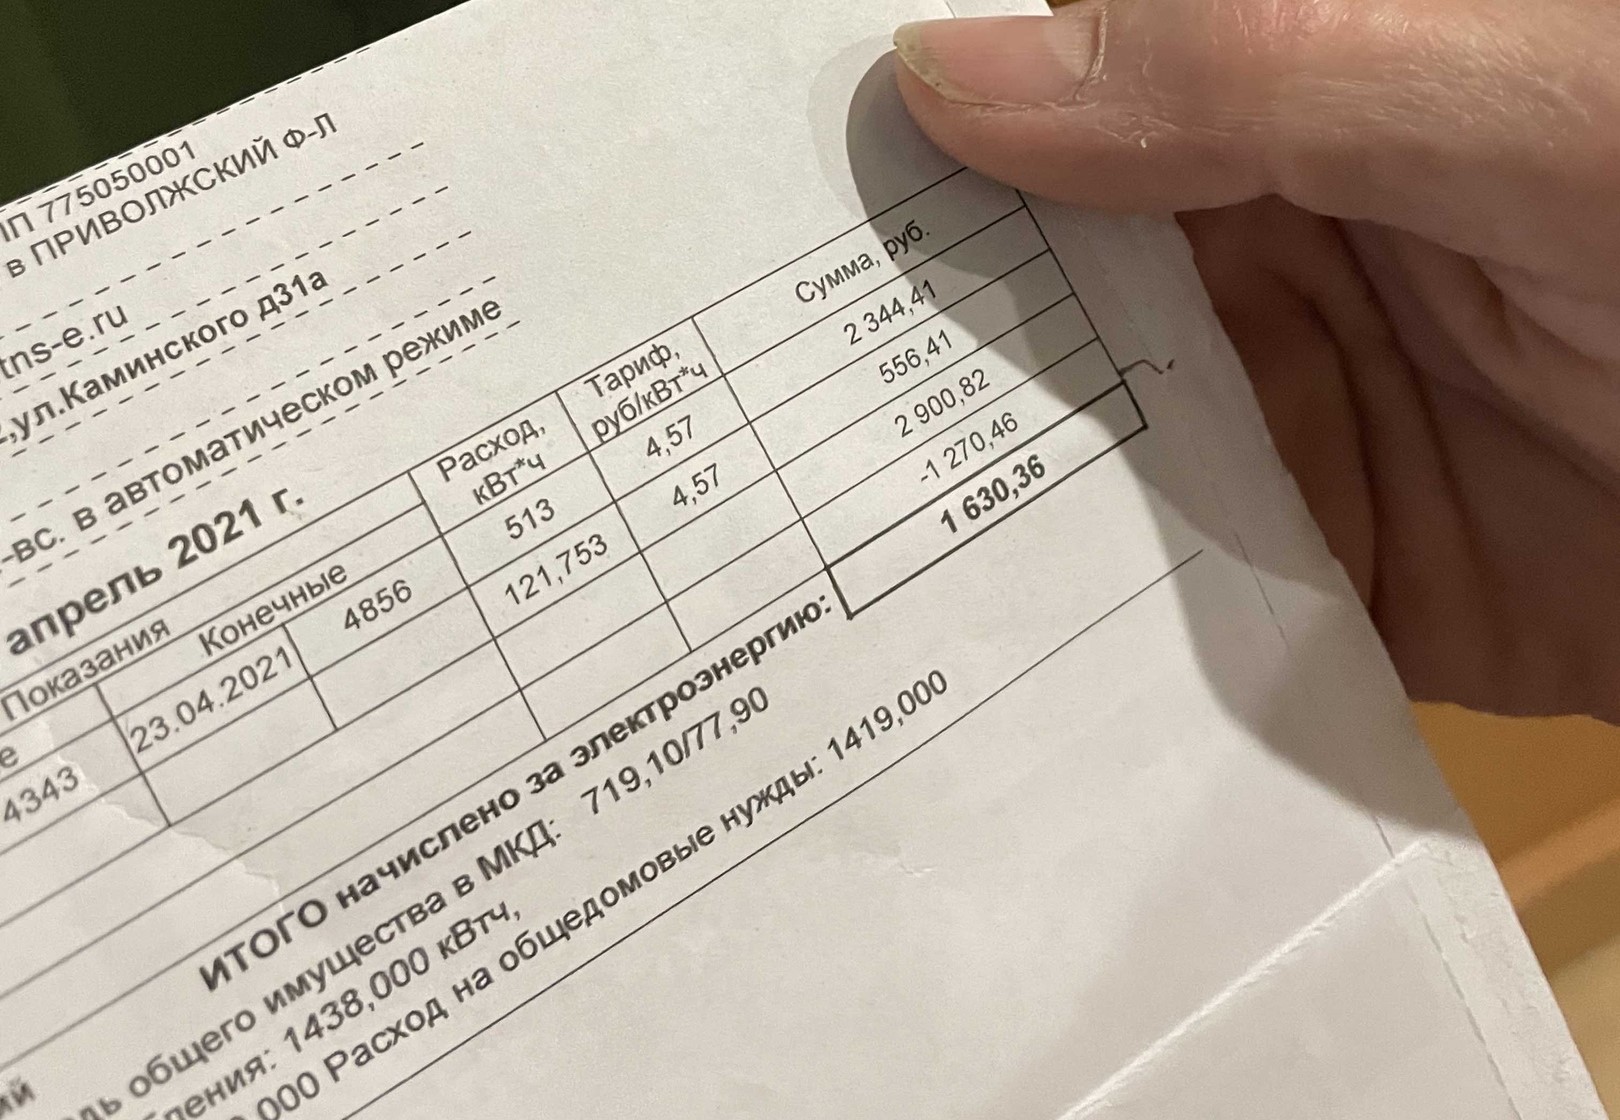 775050001
в ПРИВОЛЖСКИЙ Ф-Л
tns-e.ru
ул.Каминского д31а
-вс. в автоматическом режиме
апрель 2021 г.
Показания Расход, кВт*ч Тариф, руб/кВт*ч Сумма, руб.
Конечные
4343 23.04.2021 4856 513 4,57 2 344,41
121,753 4,57 556,41
2 900,82
-1 270,46
ИТОГО начислено за электроэнергию: 1 630,36
общего имущества в МКД: 719,10/77,90
1438,000 кВтч,
Расход на общедомовые нужды: 1419,000